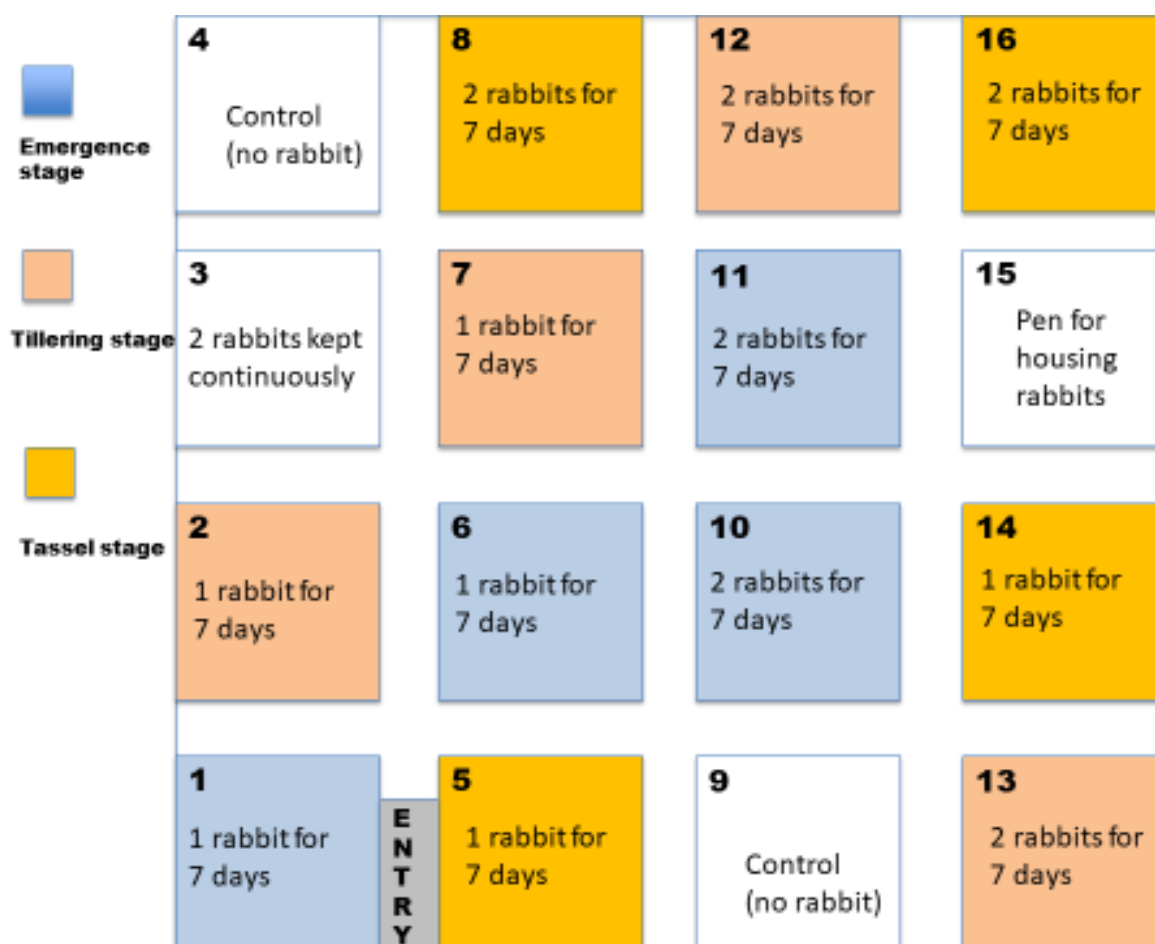 Emergence
stage
Tillering stage
Tassel stage
4
Control
(no rabbit)
8
2 rabbits for
7 days
12
2 rabbits for
7 days
16
2 rabbits for
7 days
3
2 rabbits kept
continuously
7
1 rabbit for
7 days
11
2 rabbits for
7 days
15
Pen for
housing
rabbits
2
1 rabbit for
7 days
6
1 rabbit for
7 days
10
2 rabbits for
7 days
14
1 rabbit for
7 days
1
1 rabbit for
7 days
ENTRY
5
1 rabbit for
7 days
9
Control
(no rabbit)
13
2 rabbits for
7 days